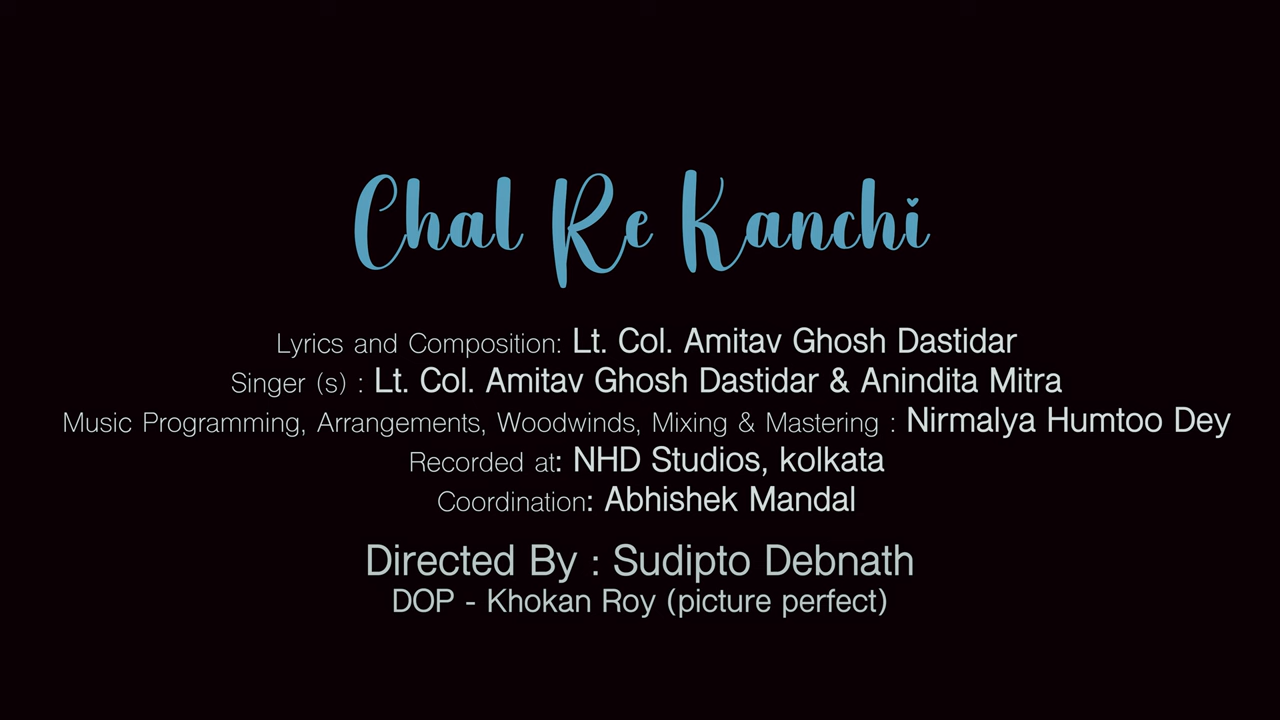 Chal Re Kanchi
Lyrics and Composition: Lt. Col. Amitav Ghosh Dastidar
Singer (s) : Lt. Col. Amitav Ghosh Dastidar & Anindita Mitra
Music Programming, Arrangements, Woodwinds, Mixing & Mastering : Nirmalya Humtoo Dey
Recorded at: NHD Studios, kolkata
Coordination: Abhishek Mandal
Directed By : Sudipto Debnath
DOP - Khokan Roy (picture perfect)